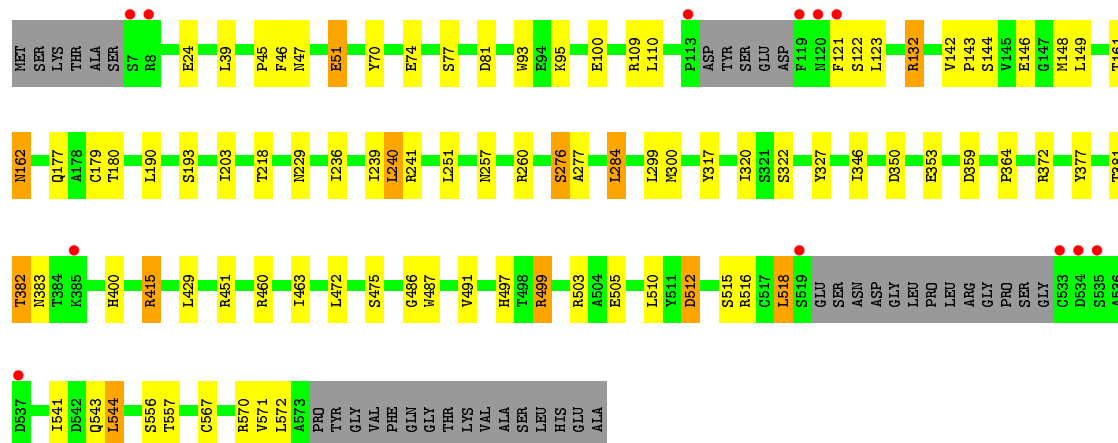 MET SER LYS THR ALA SER S7 R8 E24 L39 P45 F46 N47 E51 Y70 E74 S77 D81 W93 E94 K95 E100 R109 L110 P113 ASP TYR SER GLU ASP F119 N120 F121 S122 L123 R132 V142 P143 S144 V145 E146 G147 M148 L149 T161
N162 Q177 A178 C179 T180 L190 S193 I203 T218 N229 I236 I239 L240 R241 L251 N257 R260 S276 A277 L284 L299 M300 Y317 I320 S321 S322 Y327 I346 D350 E353 D359 P364 R372 Y377 T381
T382 N383 T384 K385 H400 R415 L429 R451 R460 I463 L472 S475 G486 W487 V491 H497 T498 R499 R503 A504 E505 L510 Y511 D512 S515 R516 C517 L518 S519 GLU SER ASN ASP GLY LEU PRO LEU ARG GLY PRO SER GLY C533 D534 S535 A536
D537 I541 D542 Q543 L544 S556 T557 C567 R570 V571 L572 A573 PRO TYR GLY VAL PHE GLN GLY THR LYS VAL ALA SER LEU HIS GLU ALA